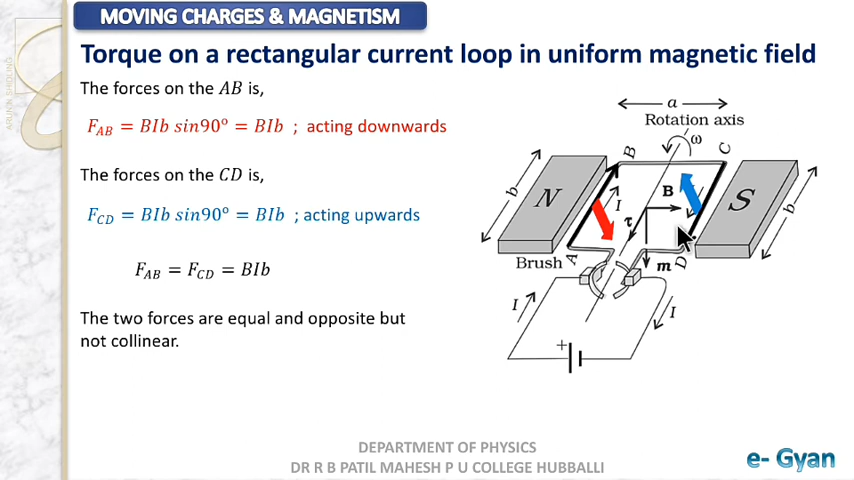 MOVING CHARGES & MAGNETISM
Torque on a rectangular current loop in uniform magnetic field
The forces on the AB is,
F_AB = BIb sin90° = BIb ; acting downwards
The forces on the CD is,
F_CD = BIb sin90° = BIb ; acting upwards
F_AB = F_CD = BIb
The two forces are equal and opposite but
not collinear.
a
Rotation axis
ω
B
C
b
N
I
B
τ
S
b
A
m
D
Brush
I
I
+
DEPARTMENT OF PHYSICS
DR R B PATIL MAHESH P U COLLEGE HUBBALLI
e- Gyan